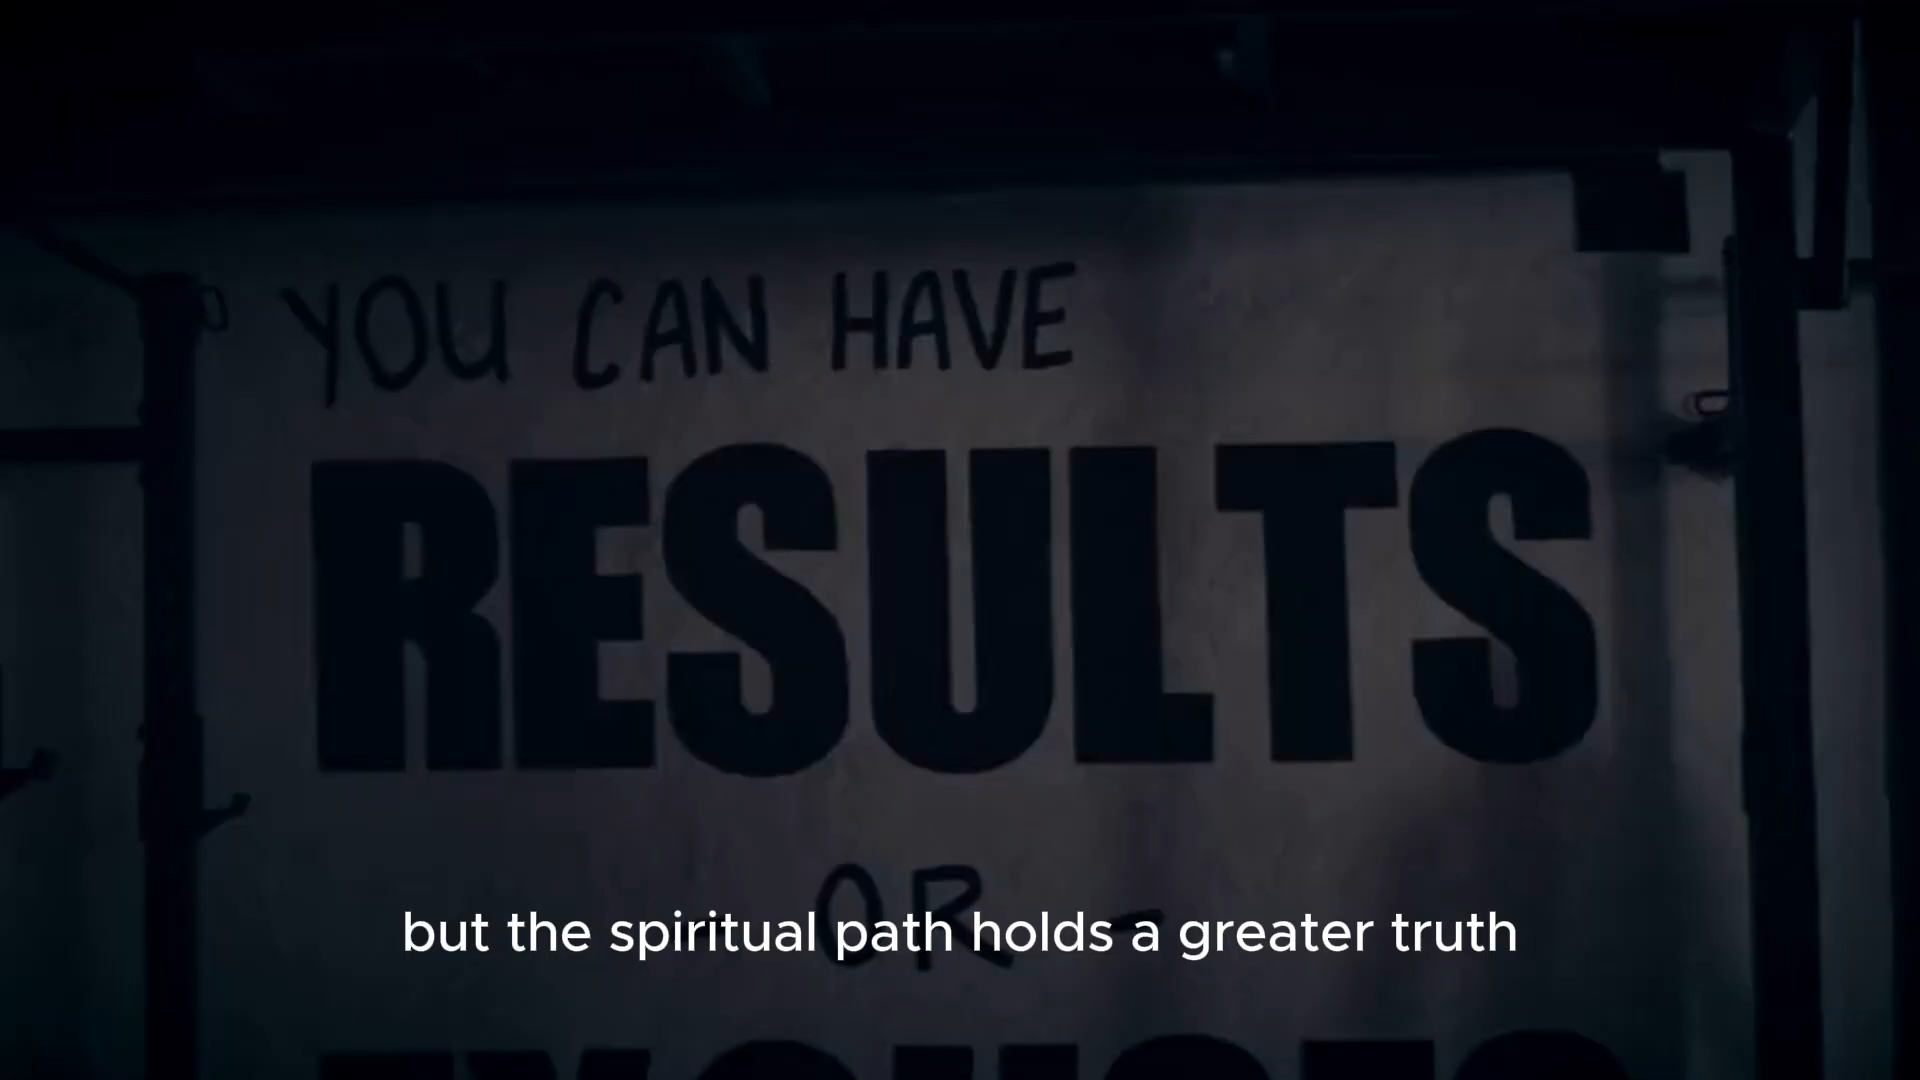 YOU CAN HAVE
RESULTS
OR -
but the spiritual path holds a greater truth